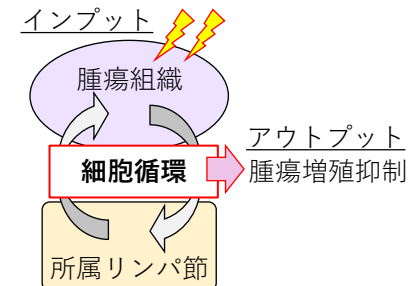 インプット
腫瘍組織
アウトプット
細胞循環
腫瘍増殖抑制
所属リンパ節